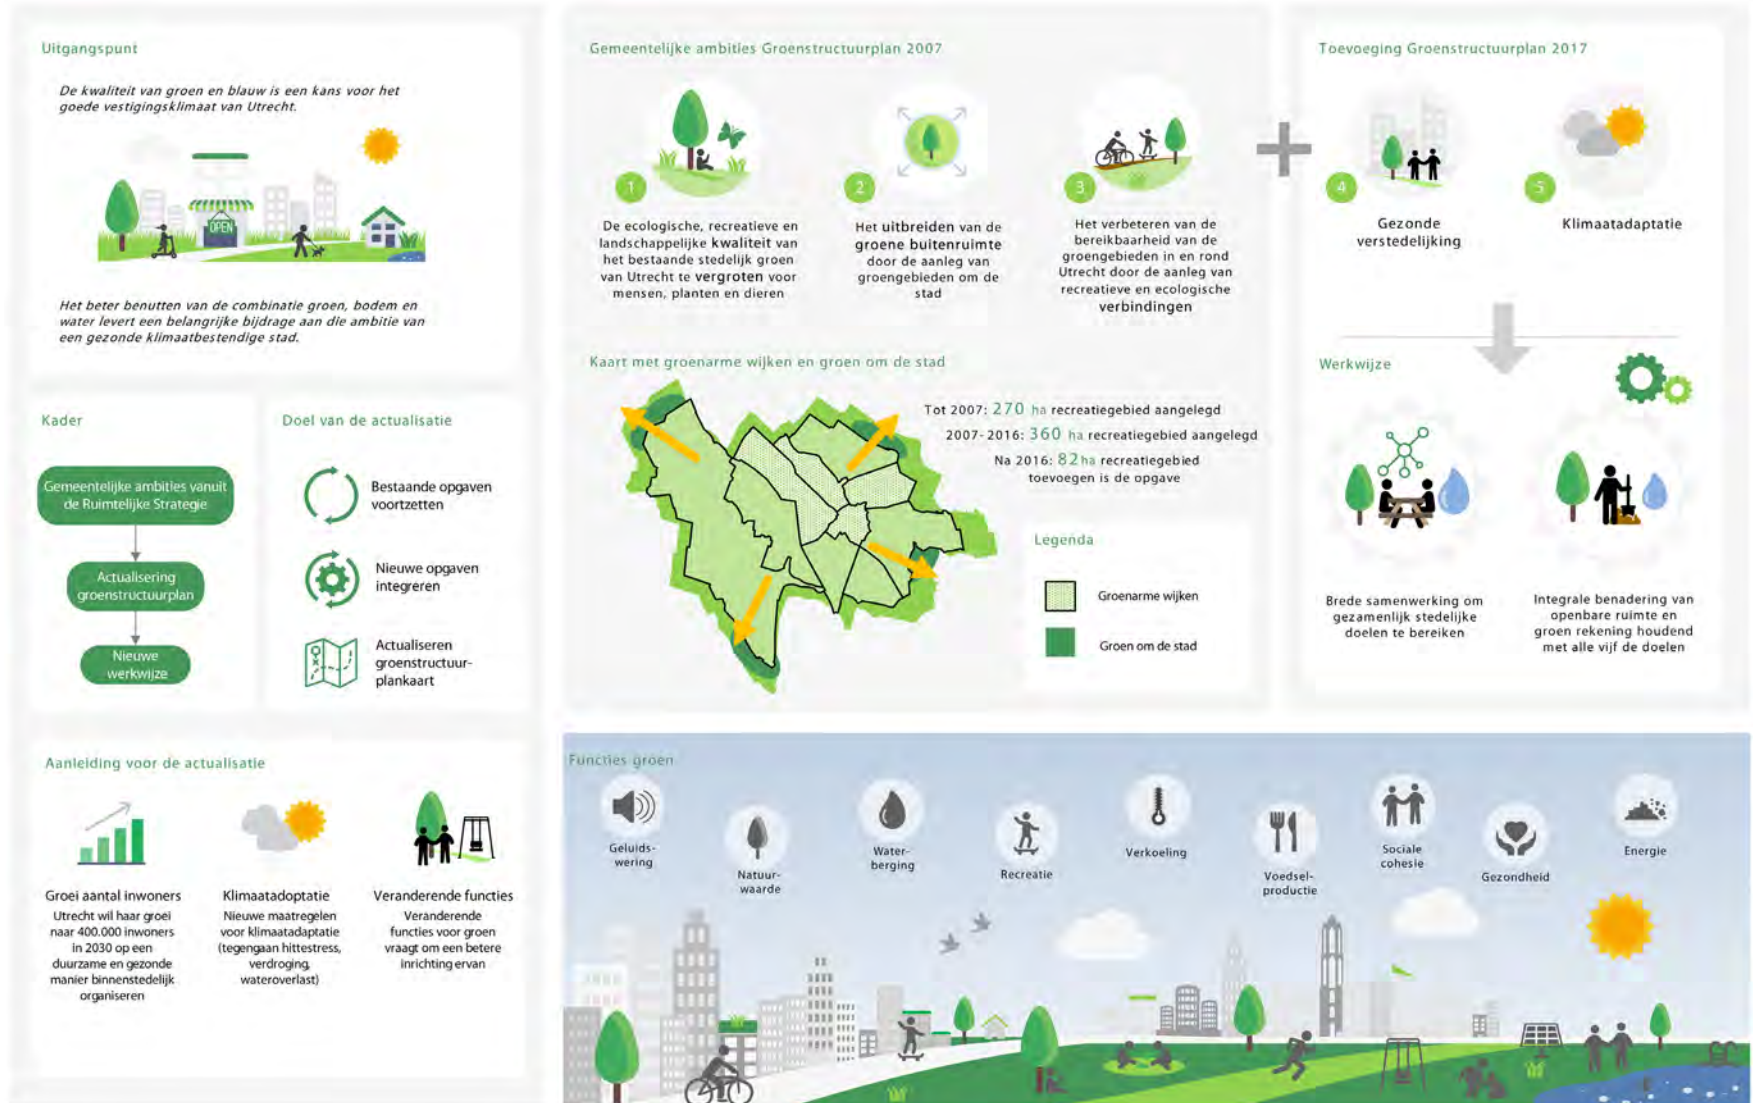 Uitgangspunt
De kwaliteit van groen en blauw is een kans voor het
goede vestigingsklimaat van Utrecht.
OPEN
Het beter benutten van de combinatie groen, bodem en
water levert een belangrijke bijdrage aan die ambitie van
een gezonde klimaatbestendige stad.
Kader
Gemeentelijke ambities vanuit
de Ruimtelijke Strategie
Actualisering
groenstructuurplan
Nieuwe
werkwijze
Doel van de actualisatie
Bestaande opgaven
voortzetten
Nieuwe opgaven
integreren
Actualiseren
groenstructuur-
plankaart
Aanleiding voor de actualisatie
Groei aantal inwoners
Utrecht wil haar groei
naar 400.000 inwoners
in 2030 op een
duurzame en gezonde
manier binnenstedelijk
organiseren
Klimaatadoptatie
Nieuwe maatregelen
voor klimaatadaptatie
(tegengaan hittestress,
verdroging,
wateroverlast)
Veranderende functies
Veranderende
functies voor groen
vraagt om een betere
inrichting ervan
Gemeentelijke ambities Groenstructuurplan 2007
1
De ecologische, recreatieve en
landschappelijke kwaliteit van
het bestaande stedelijk groen
van Utrecht te vergroten voor
mensen, planten en dieren
2
Het uitbreiden van de
groene buitenruimte
door de aanleg van
groengebieden om de
stad
3
Het verbeteren van de
bereikbaarheid van de
groengebieden in en rond
Utrecht door de aanleg van
recreatieve en ecologische
verbindingen
Kaart met groenarme wijken en groen om de stad
Tot 2007: 270 ha recreatiegebied aangelegd
2007-2016: 360 ha recreatiegebied aangelegd
Na 2016: 82ha recreatiegebied
toevoegen is de opgave
Legenda
Groenarme wijken
Groen om de stad
Toevoeging Groenstructuurplan 2017
4
Gezonde
verstedelijking
5
Klimaatadaptatie
Werkwijze
Brede samenwerking om
gezamenlijk stedelijke
doelen te bereiken
Integrale benadering van
openbare ruimte en
groen rekening houdend
met alle vijf de doelen
Functies groen
Geluids-
wering
Natuur-
waarde
Water-
berging
Recreatie
Verkoeling
Voedsel-
productie
Sociale
cohesie
Gezondheid
Energie